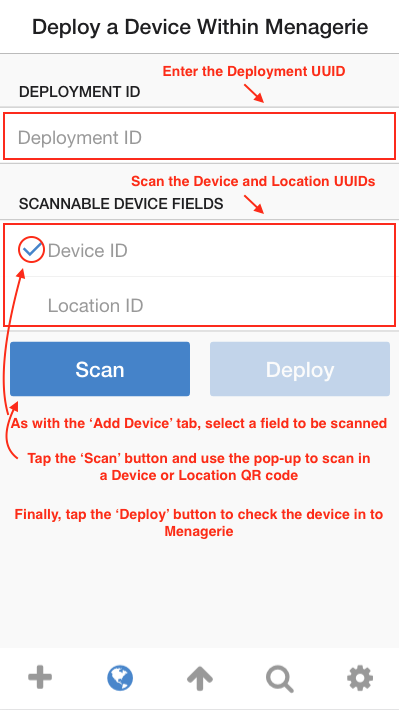 Deploy a Device Within Menagerie
Enter the Deployment UUID
DEPLOYMENT ID
Deployment ID
Scan the Device and Location UUIDs
SCANNABLE DEVICE FIELDS
Device ID
Location ID
Scan
Deploy
As with the ‘Add Device’ tab, select a field to be scanned
Tap the ‘Scan’ button and use the pop-up to scan in
a Device or Location QR code
Finally, tap the ‘Deploy’ button to check the device in to
Menagerie